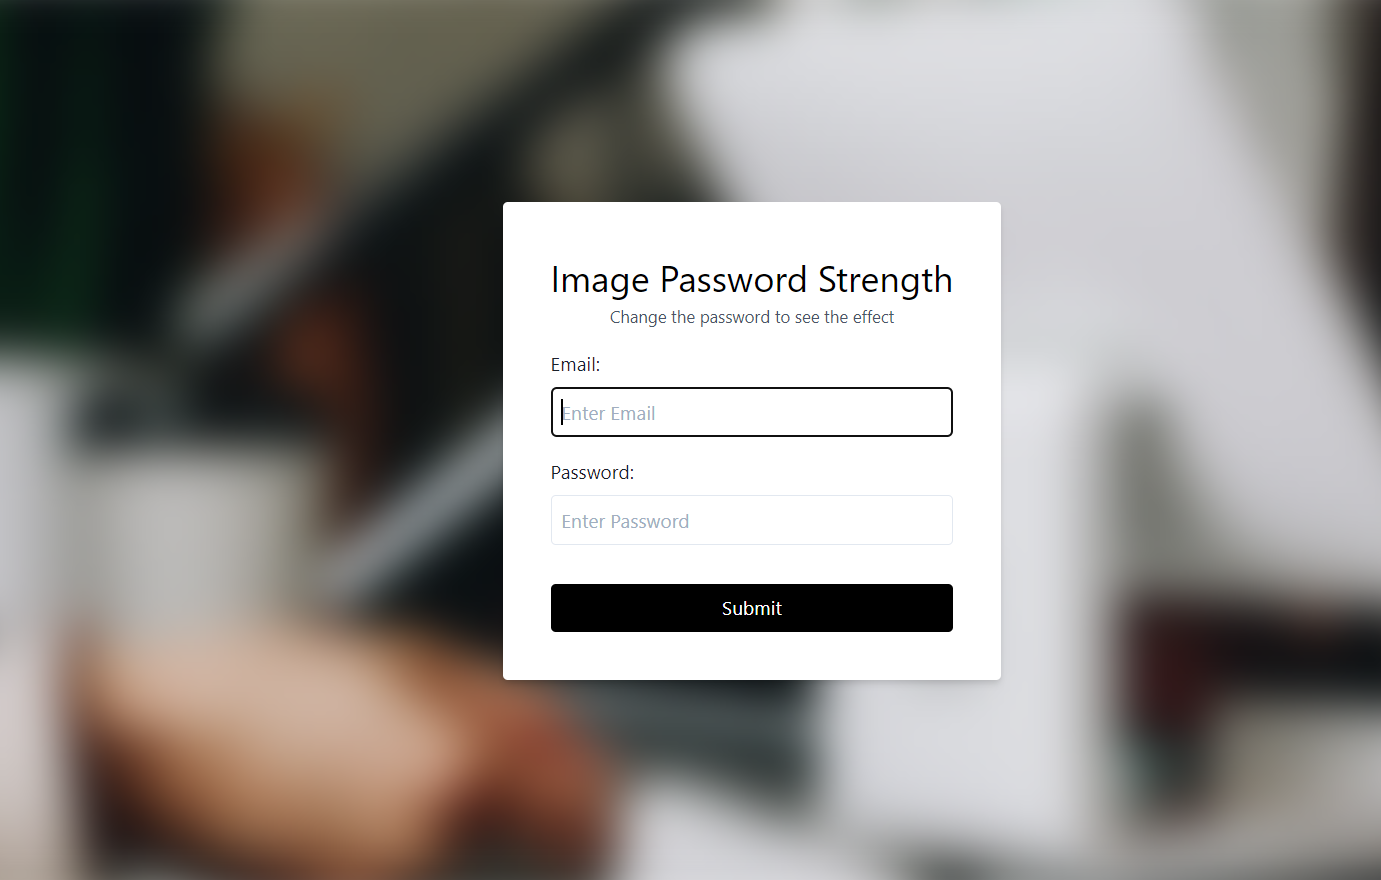 Image Password Strength
Change the password to see the effect
Email:
Enter Email
Password:
Enter Password
Submit